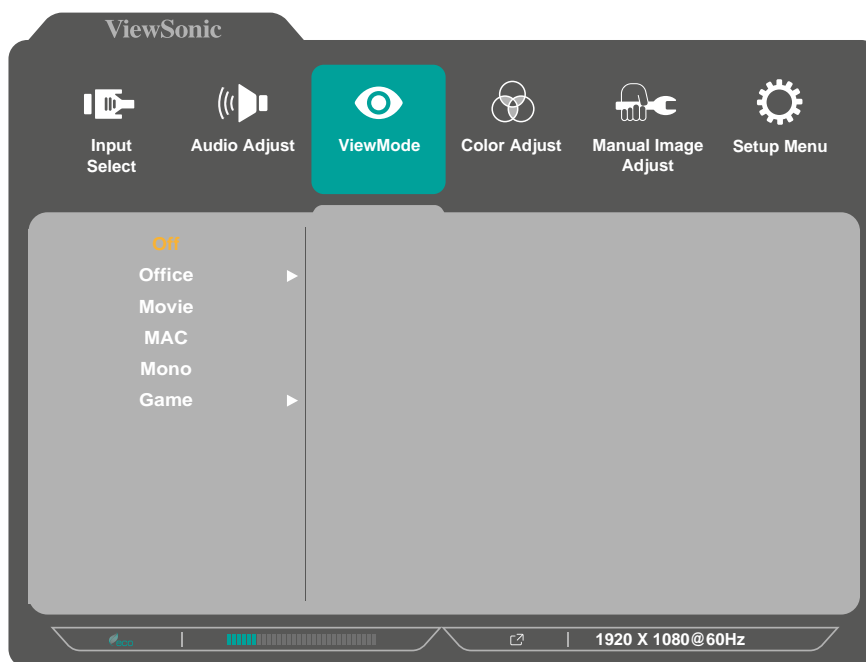 ViewSonic
Input
Select
Audio Adjust
ViewMode
Color Adjust
Manual Image
Adjust
Setup Menu
Off
Office
Movie
MAC
Mono
Game
eco
1920 X 1080@60Hz